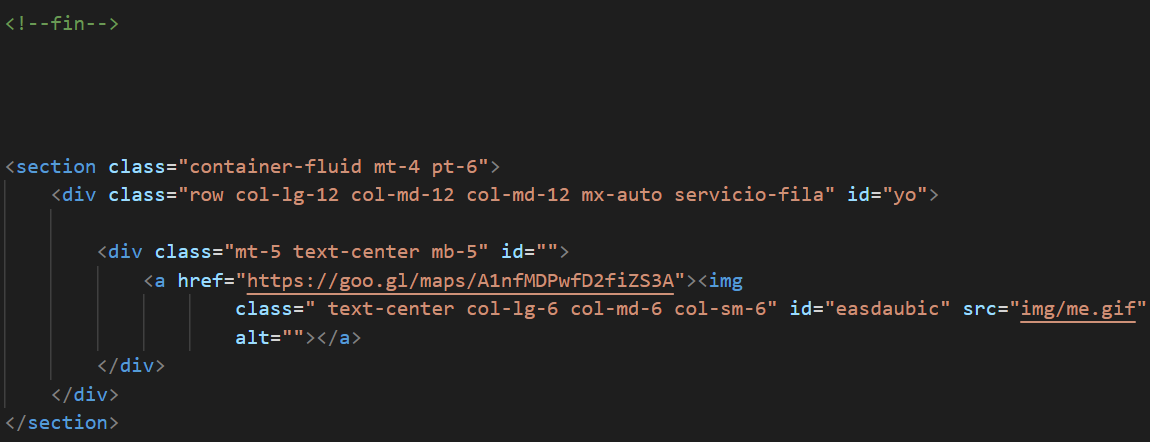 <!--fin-->
<section class="container-fluid mt-4 pt-6">
<div class="row col-lg-12 col-md-12 col-md-12 mx-auto servicio-fila" id="yo">
<div class="mt-5 text-center mb-5" id="">
<a href="https://goo.gl/maps/A1nfMDPwfD2fiZS3A"><img
class=" text-center col-lg-6 col-md-6 col-sm-6" id="easdaubic" src="img/me.gif"
alt=""></a>
</div>
</div>
</section>